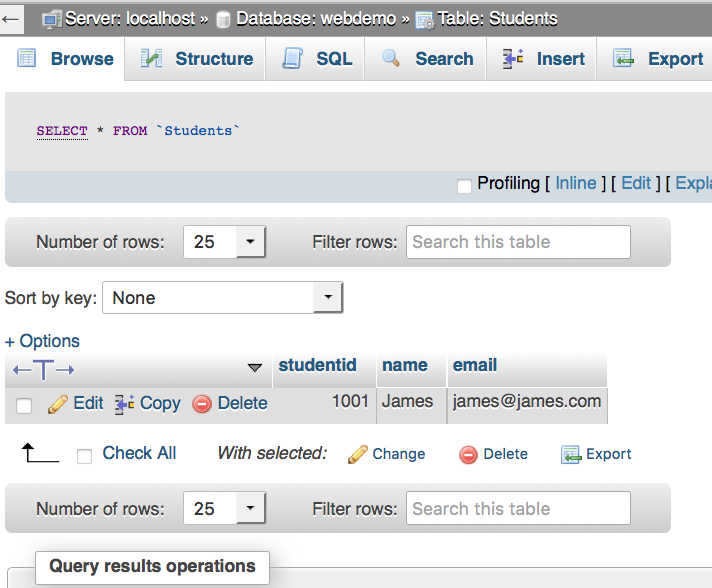 Server: localhost » Database: webdemo » Table: Students
Browse Structure SQL Search Insert Export
SELECT * FROM `Students`
Profiling [ Inline ] [ Edit ] [ Expla
Number of rows: 25 Filter rows: Search this table
Sort by key: None
+ Options
←T→ studentid name email
Edit Copy Delete 1001 James james@james.com
Check All With selected: Change Delete Export
Number of rows: 25 Filter rows: Search this table
Query results operations